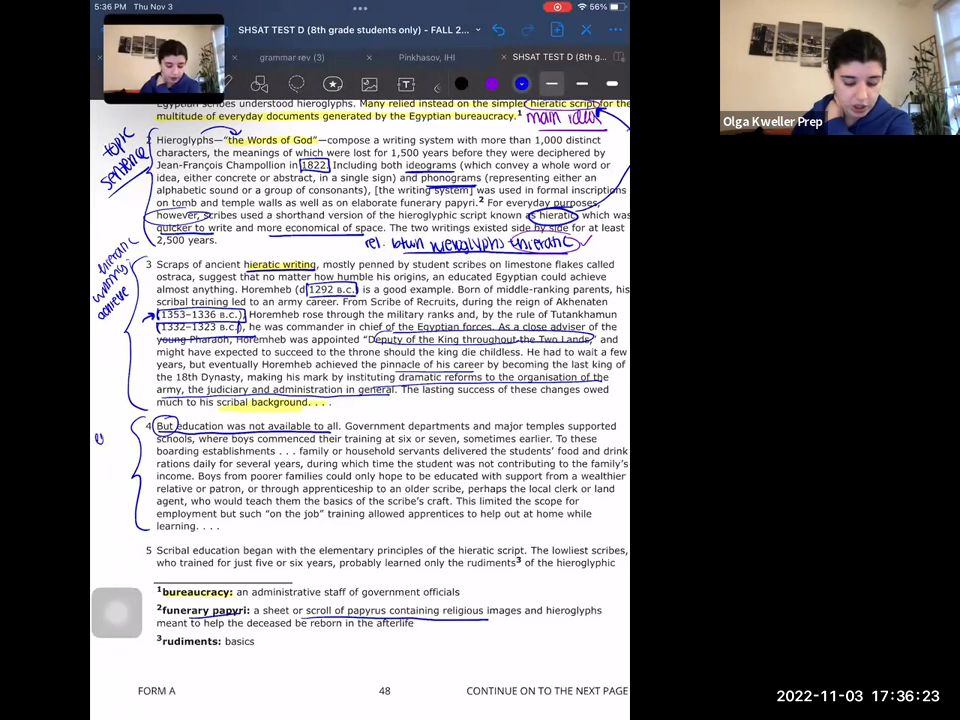 5:36 PM Thu Nov 3
56%
SHSAT TEST D (8th grade students only) - FALL 2...
grammar rev (3)
Pinkhasov, IHI
SHSAT TEST D (8th gra
Olga Kweller Prep
Egyptian scribes understood hieroglyphs. Many relied instead on the simpler hieratic script for the
multitude of everyday documents generated by the Egyptian bureaucracy.1 main idea
topic
sentence
2 Hieroglyphs—"the Words of God"—compose a writing system with more than 1,000 distinct
characters, the meanings of which were lost for 1,500 years before they were deciphered by
Jean-François Champollion in 1822. Including both ideograms (which convey a whole word or
idea, either concrete or abstract, in a single sign) and phonograms (representing either an
alphabetic sound or a group of consonants), [the writing system] was used in formal inscriptions
on tomb and temple walls as well as on elaborate funerary papyri.2 For everyday purposes,
however, scribes used a shorthand version of the hieroglyphic script known as hieratic which was
quicker to write and more economical of space. The two writings existed side by side for at least
2,500 years.
rel. btwn hieroglyphs & hieratic
hieratic
writing
achieve
3 Scraps of ancient hieratic writing, mostly penned by student scribes on limestone flakes called
ostraca, suggest that no matter how humble his origins, an educated Egyptian could achieve
almost anything. Horemheb (d 1292 B.C.) is a good example. Born of middle-ranking parents, his
scribal training led to an army career. From Scribe of Recruits, during the reign of Akhenaten
(1353–1336 B.C.), Horemheb rose through the military ranks and, by the rule of Tutankhamun
(1332–1323 B.C.), he was commander in chief of the Egyptian forces. As a close adviser of the
young Pharaoh, Horemheb was appointed "Deputy of the King throughout the Two Lands," and
might have expected to succeed to the throne should the king die childless. He had to wait a few
years, but eventually Horemheb achieved the pinnacle of his career by becoming the last king of
the 18th Dynasty, making his mark by instituting dramatic reforms to the organisation of the
army, the judiciary and administration in general. The lasting success of these changes owed
much to his scribal background. . . .
4 But education was not available to all. Government departments and major temples supported
schools, where boys commenced their training at six or seven, sometimes earlier. To these
boarding establishments . . . family or household servants delivered the students' food and drink
rations daily for several years, during which time the student was not contributing to the family's
income. Boys from poorer families could only hope to be educated with support from a wealthier
relative or patron, or through apprenticeship to an older scribe, perhaps the local clerk or land
agent, who would teach them the basics of the scribe's craft. This limited the scope for
employment but such "on the job" training allowed apprentices to help out at home while
learning. . . .
5 Scribal education began with the elementary principles of the hieratic script. The lowliest scribes,
who trained for just five or six years, probably learned only the rudiments3 of the hieroglyphic
1bureaucracy: an administrative staff of government officials
2funerary papyri: a sheet or scroll of papyrus containing religious images and hieroglyphs
meant to help the deceased be reborn in the afterlife
3rudiments: basics
FORM A
48
CONTINUE ON TO THE NEXT PAGE
2022-11-03 17:36:23